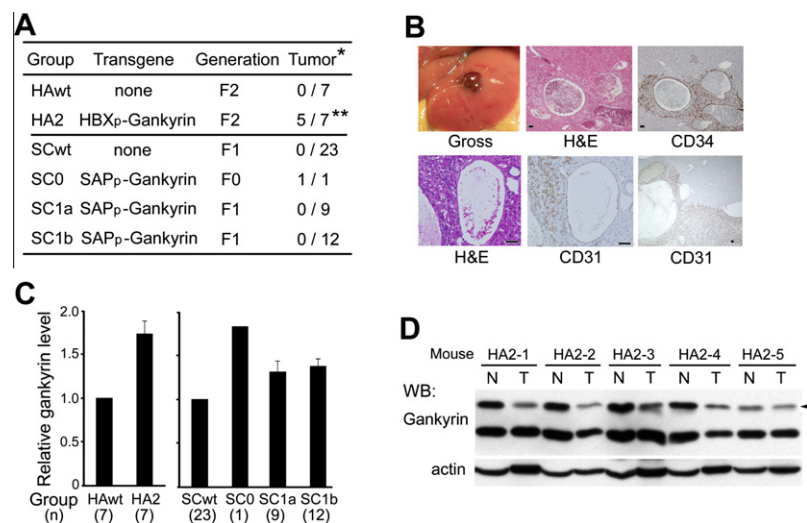 A
Group Transgene Generation Tumor*
HAwt none F2 0 / 7
HA2 HBXp-Gankyrin F2 5 / 7**
SCwt none F1 0 / 23
SC0 SAPp-Gankyrin F0 1 / 1
SC1a SAPp-Gankyrin F1 0 / 9
SC1b SAPp-Gankyrin F1 0 / 12
B
Gross H&E CD34
H&E CD31 CD31
C
Relative gankyrin level
2.0
1.5
1.0
0
Group HAwt HA2 SCwt SC0 SC1a SC1b
(n) (7) (7) (23) (1) (9) (12)
D
Mouse HA2-1 HA2-2 HA2-3 HA2-4 HA2-5
N T N T N T N T N T
WB:
Gankyrin
actin